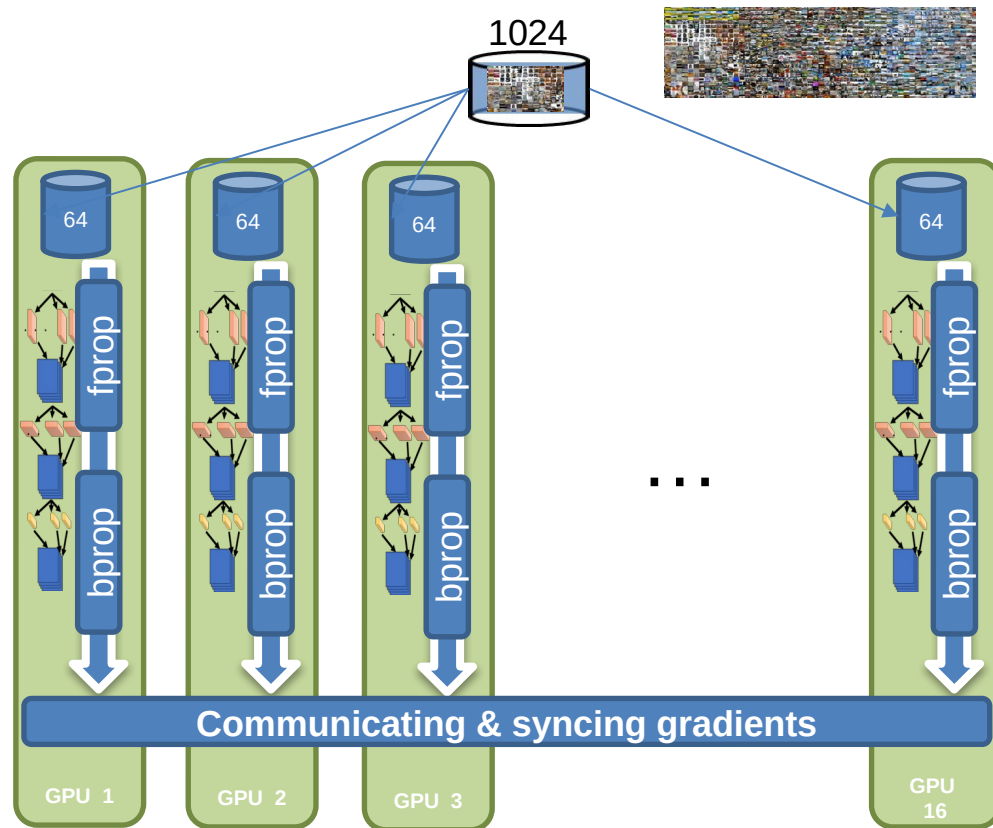 1024
64
64
64
64
fprop
fprop
fprop
fprop
. . .
bprop
bprop
bprop
bprop
Communicating & syncing gradients
GPU 1
GPU 2
GPU 3
GPU
16